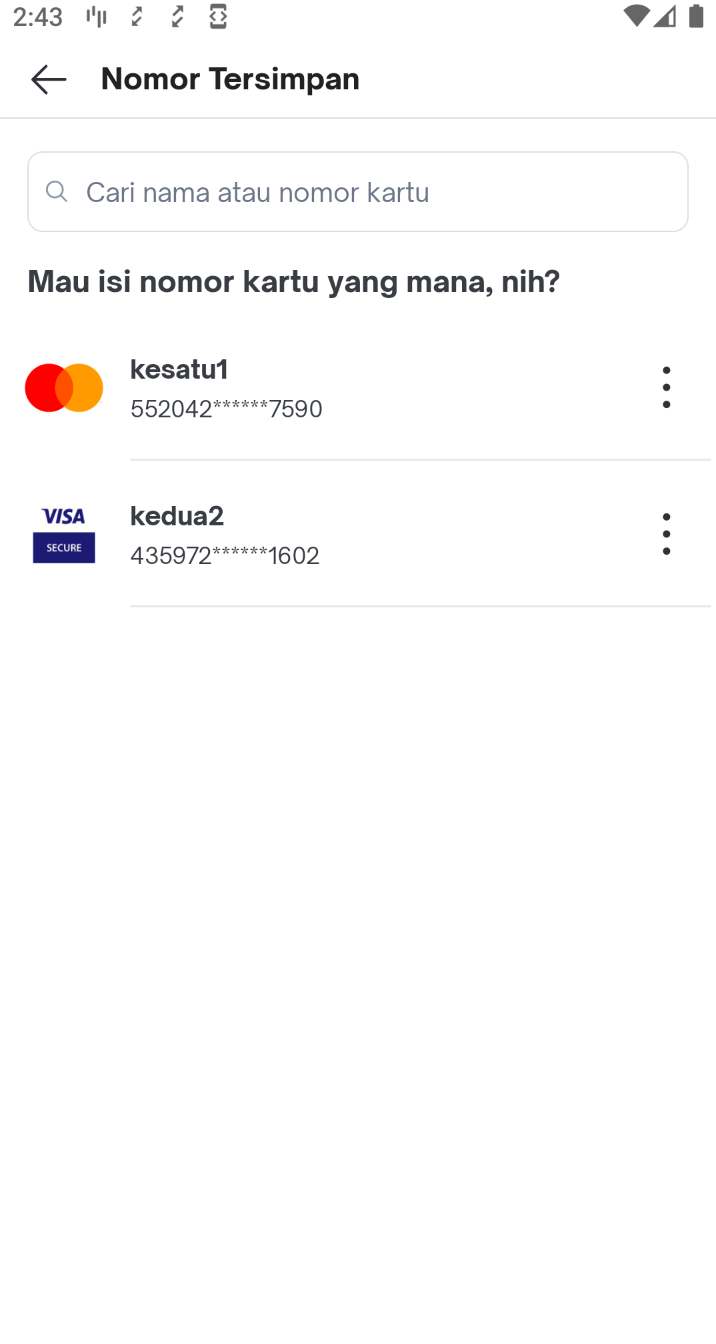 2:43
Nomor Tersimpan
Cari nama atau nomor kartu
Mau isi nomor kartu yang mana, nih?
kesatu1
552042******7590
VISA
SECURE
kedua2
435972******1602